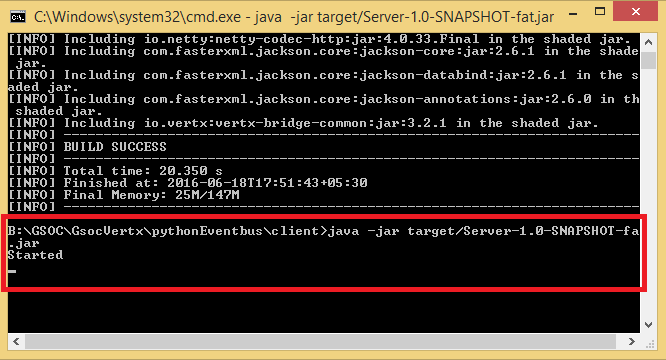 C:\Windows\system32\cmd.exe - java  -jar target/Server-1.0-SNAPSHOT-fat.jar
[INFO] Including io.netty:netty-codec-http:jar:4.0.33.Final in the shaded jar.
[INFO] Including com.fasterxml.jackson.core:jackson-core:jar:2.6.1 in the shaded
 jar.
[INFO] Including com.fasterxml.jackson.core:jackson-databind:jar:2.6.1 in the sh
aded jar.
[INFO] Including com.fasterxml.jackson.core:jackson-annotations:jar:2.6.0 in the
 shaded jar.
[INFO] Including io.vertx:vertx-bridge-common:jar:3.2.1 in the shaded jar.
[INFO] ------------------------------------------------------------------------
[INFO] BUILD SUCCESS
[INFO] ------------------------------------------------------------------------
[INFO] Total time: 20.350 s
[INFO] Finished at: 2016-06-18T17:51:43+05:30
[INFO] Final Memory: 25M/147M
[INFO] ------------------------------------------------------------------------
B:\GSOC\GsocVertx\pythonEventbus\client>java -jar target/Server-1.0-SNAPSHOT-fa
.jar
Started